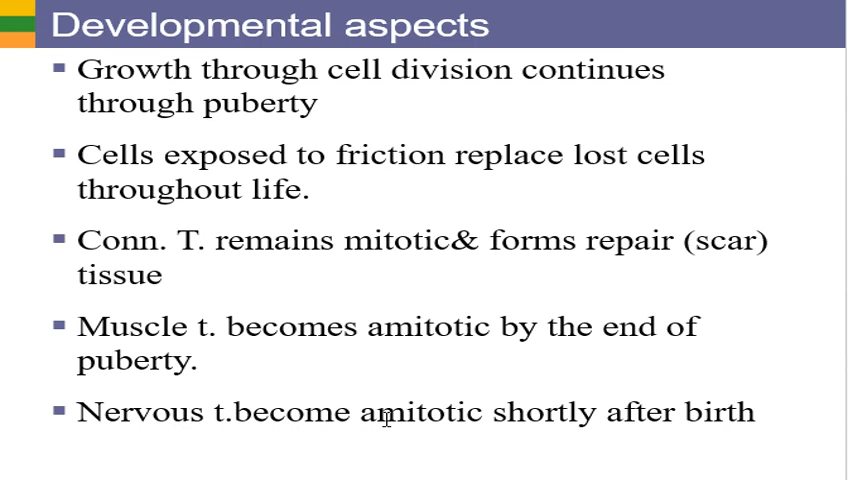 Developmental aspects
Growth through cell division continues
through puberty
Cells exposed to friction replace lost cells
throughout life.
Conn. T. remains mitotic& forms repair (scar)
tissue
Muscle t. becomes amitotic by the end of
puberty.
Nervous t.become amitotic shortly after birth